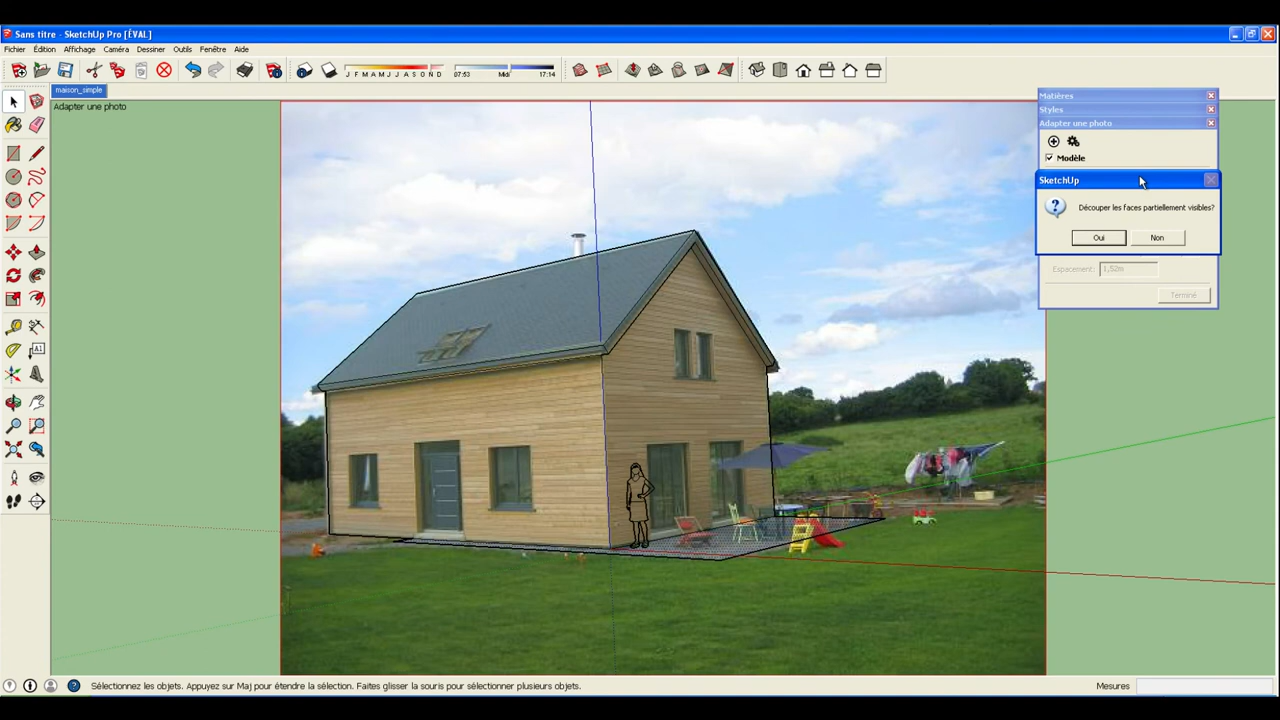 Sans titre - SketchUp Pro [ÉVAL]
Fichier Édition Affichage Caméra Dessiner Outils Fenêtre Aide
J F M A M J J A S O N D 07:53 Midi 17:14
maison_simple
Adapter une photo
Matières
Styles
Adapter une photo
Modèle
SketchUp
Découper les faces partiellement visibles?
Oui Non
Espacement: 1,52m
Terminé
A1
Sélectionnez les objets. Appuyez sur Maj pour étendre la sélection. Faites glisser la souris pour sélectionner plusieurs objets.
Mesures